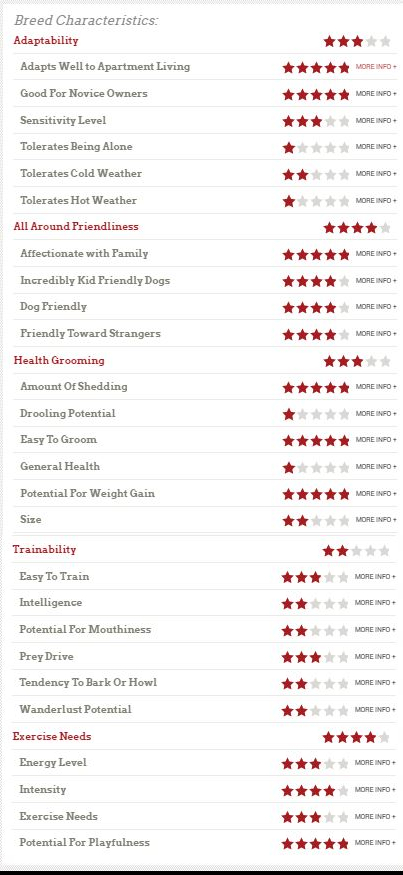 Breed Characteristics:
Adaptability
Adapts Well to Apartment Living MORE INFO +
Good For Novice Owners MORE INFO +
Sensitivity Level MORE INFO +
Tolerates Being Alone MORE INFO +
Tolerates Cold Weather MORE INFO +
Tolerates Hot Weather MORE INFO +
All Around Friendliness
Affectionate with Family MORE INFO +
Incredibly Kid Friendly Dogs MORE INFO +
Dog Friendly MORE INFO +
Friendly Toward Strangers MORE INFO +
Health Grooming
Amount Of Shedding MORE INFO +
Drooling Potential MORE INFO +
Easy To Groom MORE INFO +
General Health MORE INFO +
Potential For Weight Gain MORE INFO +
Size MORE INFO +
Trainability
Easy To Train MORE INFO +
Intelligence MORE INFO +
Potential For Mouthiness MORE INFO +
Prey Drive MORE INFO +
Tendency To Bark Or Howl MORE INFO +
Wanderlust Potential MORE INFO +
Exercise Needs
Energy Level MORE INFO +
Intensity MORE INFO +
Exercise Needs MORE INFO +
Potential For Playfulness MORE INFO +